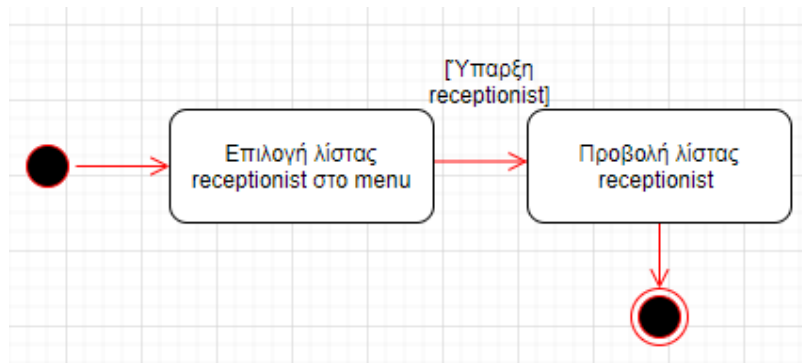 [Ύπαρξη
receptionist]
Επιλογή λίστας
receptionist στο menu
Προβολή λίστας
receptionist